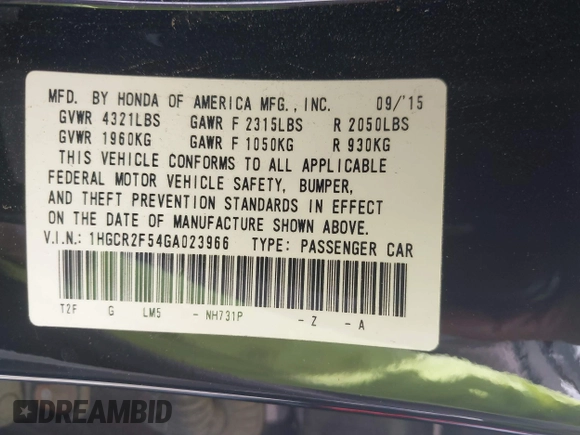 MFD. BY HONDA OF AMERICA MFG., INC. 09/'15
GVWR 4321LBS GAWR F 2315LBS R 2050LBS
GVWR 1960KG GAWR F 1050KG R 930KG
THIS VEHICLE CONFORMS TO ALL APPLICABLE
FEDERAL MOTOR VEHICLE SAFETY, BUMPER,
AND THEFT PREVENTION STANDARDS IN EFFECT
ON THE DATE OF MANUFACTURE SHOWN ABOVE.
V.I.N.: 1HGCR2F54GA023966 TYPE: PASSENGER CAR
T2F G LM5 - NH731P - Z - A
DREAMBID